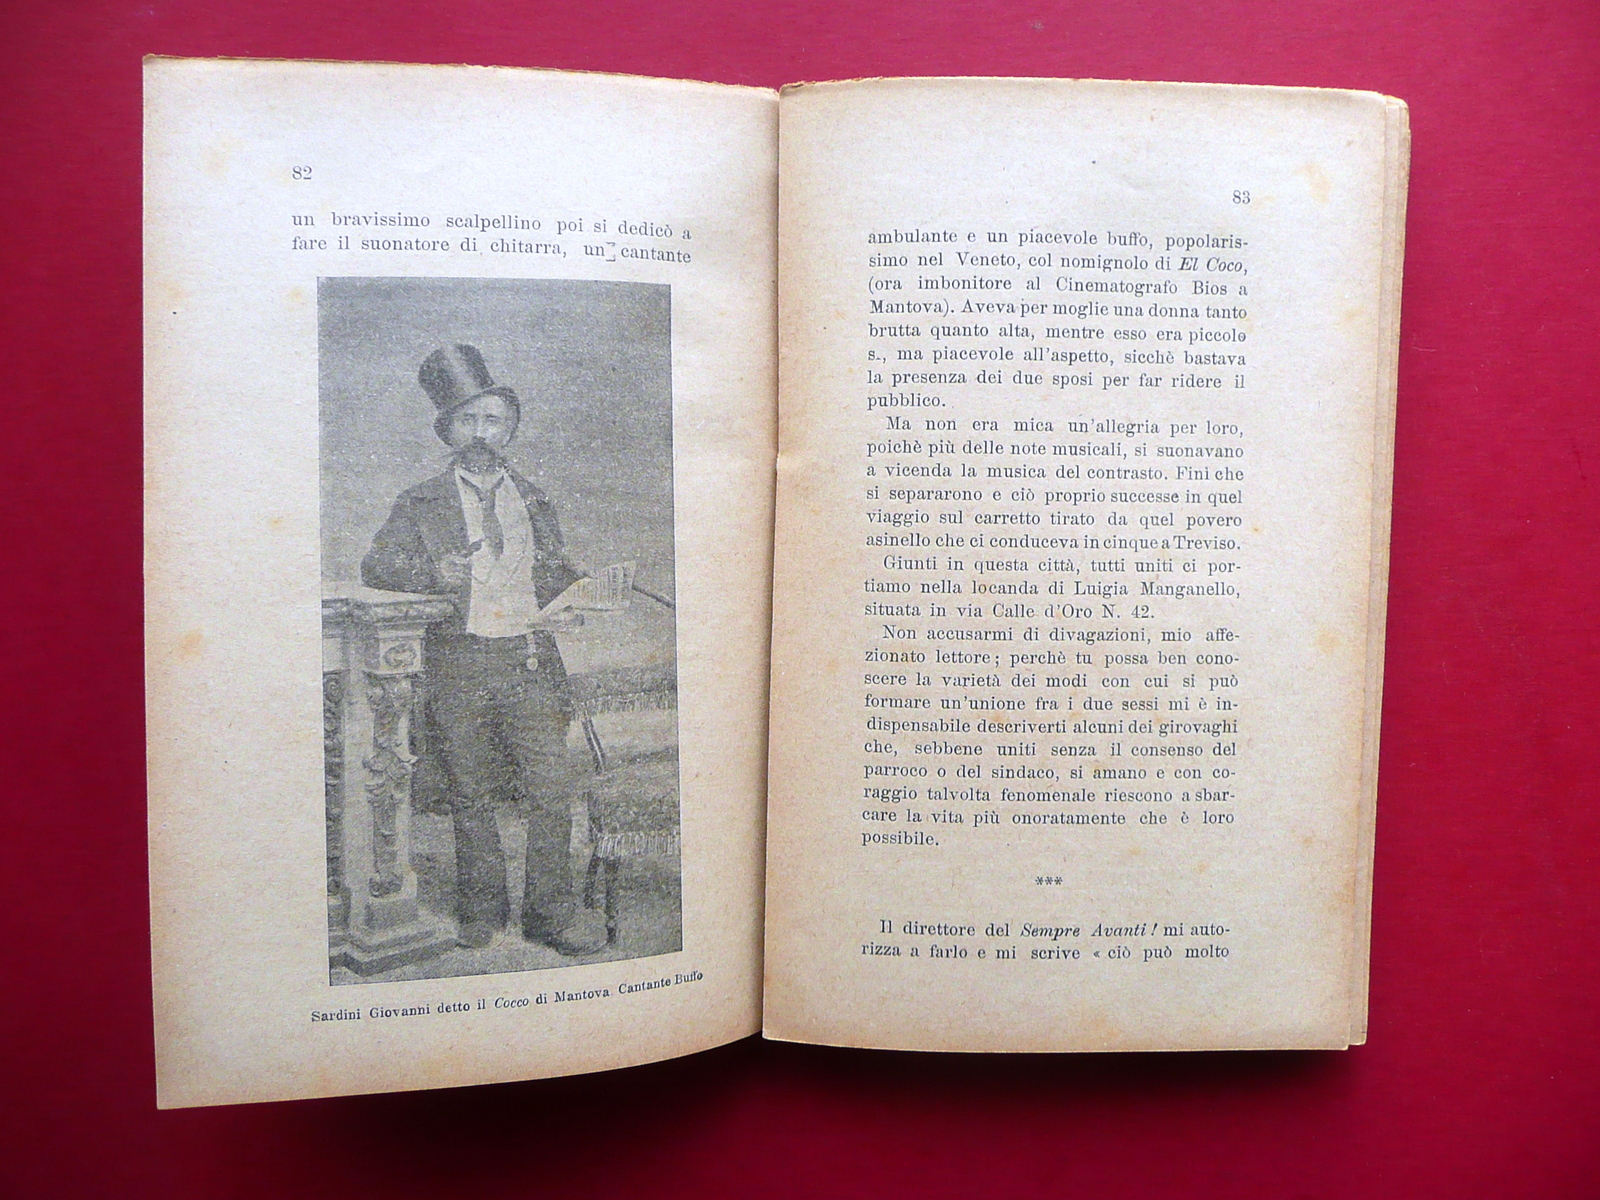 82
un bravissimo scalpellino poi si dedicò a
fare il suonatore di chitarra, un cantante
Sardini Giovanni detto il Cocco di Mantova Cantante Buffo
83
ambulante e un piacevole buffo, popolaris-
simo nel Veneto, col nomignolo di El Coco,
(ora imbonitore al Cinematografo Bios a
Mantova). Aveva per moglie una donna tanto
brutta quanto alta, mentre esso era piccolo
s., ma piacevole all'aspetto, sicchè bastava
la presenza dei due sposi per far ridere il
pubblico.
Ma non era mica un'allegria per loro,
poichè più delle note musicali, si suonavano
a vicenda la musica del contrasto. Finì che
si separarono e ciò proprio successe in quel
viaggio sul carretto tirato da quel povero
asinello che ci conduceva in cinque a Treviso.
Giunti in questa città, tutti uniti ci por-
tiamo nella locanda di Luigia Manganello,
situata in via Calle d'Oro N. 42.
Non accusarmi di divagazioni, mio affe-
zionato lettore; perchè tu possa ben cono-
scere la varietà dei modi con cui si può
formare un'unione fra i due sessi mi è in-
dispensabile descriverti alcuni dei girovaghi
che, sebbene uniti senza il consenso del
parroco o del sindaco, si amano e con co-
raggio talvolta fenomenale riescono a sbar-
care la vita più onoratamente che è loro
possibile.
***
Il direttore del Sempre Avanti! mi auto-
rizza a farlo e mi scrive « ciò può molto